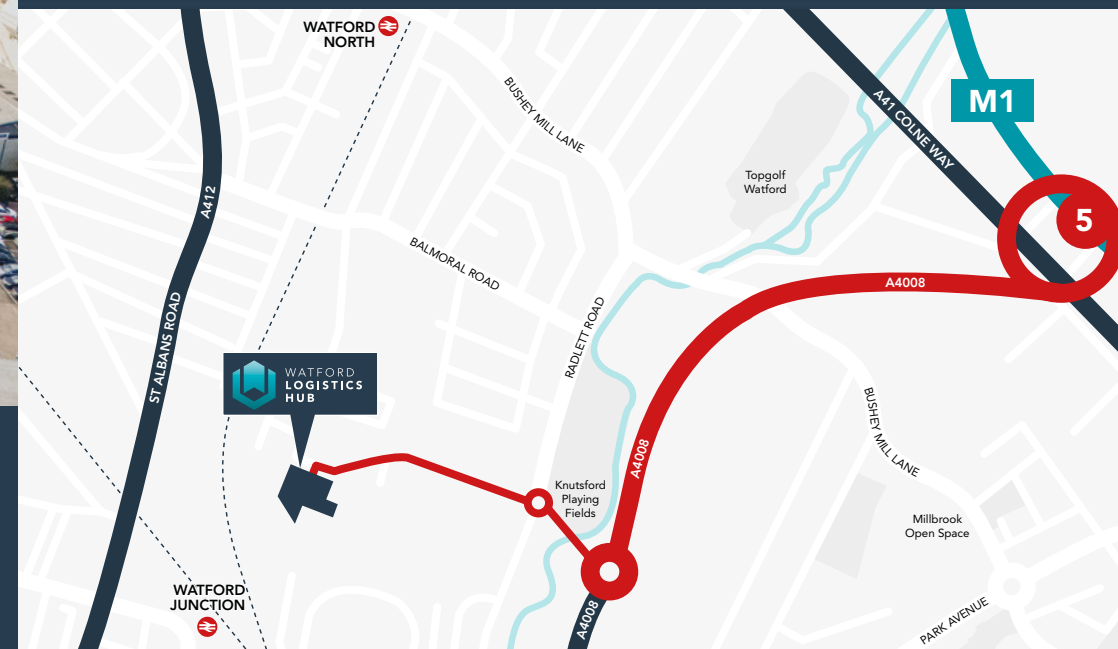 WATFORD
NORTH
BUSHEY MILL LANE
A41 COLNE WAY
M1
Topgolf
Watford
A412
5
BALMORAL ROAD
A4008
RADLETT ROAD
ST ALBANS ROAD
WATFORD
LOGISTICS
HUB
BUSHEY MILL LANE
A4008
Knutsford
Playing
Fields
Millbrook
Open Space
WATFORD
JUNCTION
A4008
PARK AVENUE